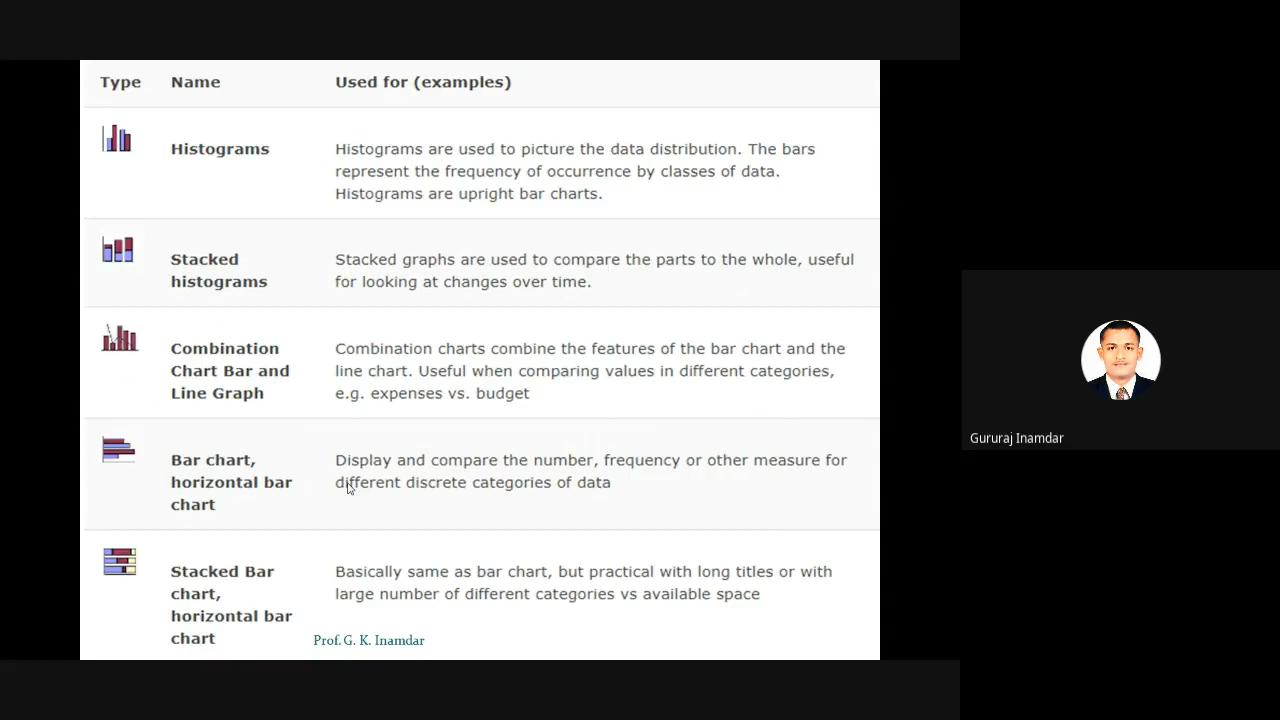 Type Name Used for (examples)
Histograms
Histograms are used to picture the data distribution. The bars
represent the frequency of occurrence by classes of data.
Histograms are upright bar charts.
Stacked
histograms
Stacked graphs are used to compare the parts to the whole, useful
for looking at changes over time.
Combination
Chart Bar and
Line Graph
Combination charts combine the features of the bar chart and the
line chart. Useful when comparing values in different categories,
e.g. expenses vs. budget
Bar chart,
horizontal bar
chart
Display and compare the number, frequency or other measure for
different discrete categories of data
Stacked Bar
chart,
horizontal bar
chart
Basically same as bar chart, but practical with long titles or with
large number of different categories vs available space
Prof. G. K. Inamdar
Gururaj Inamdar